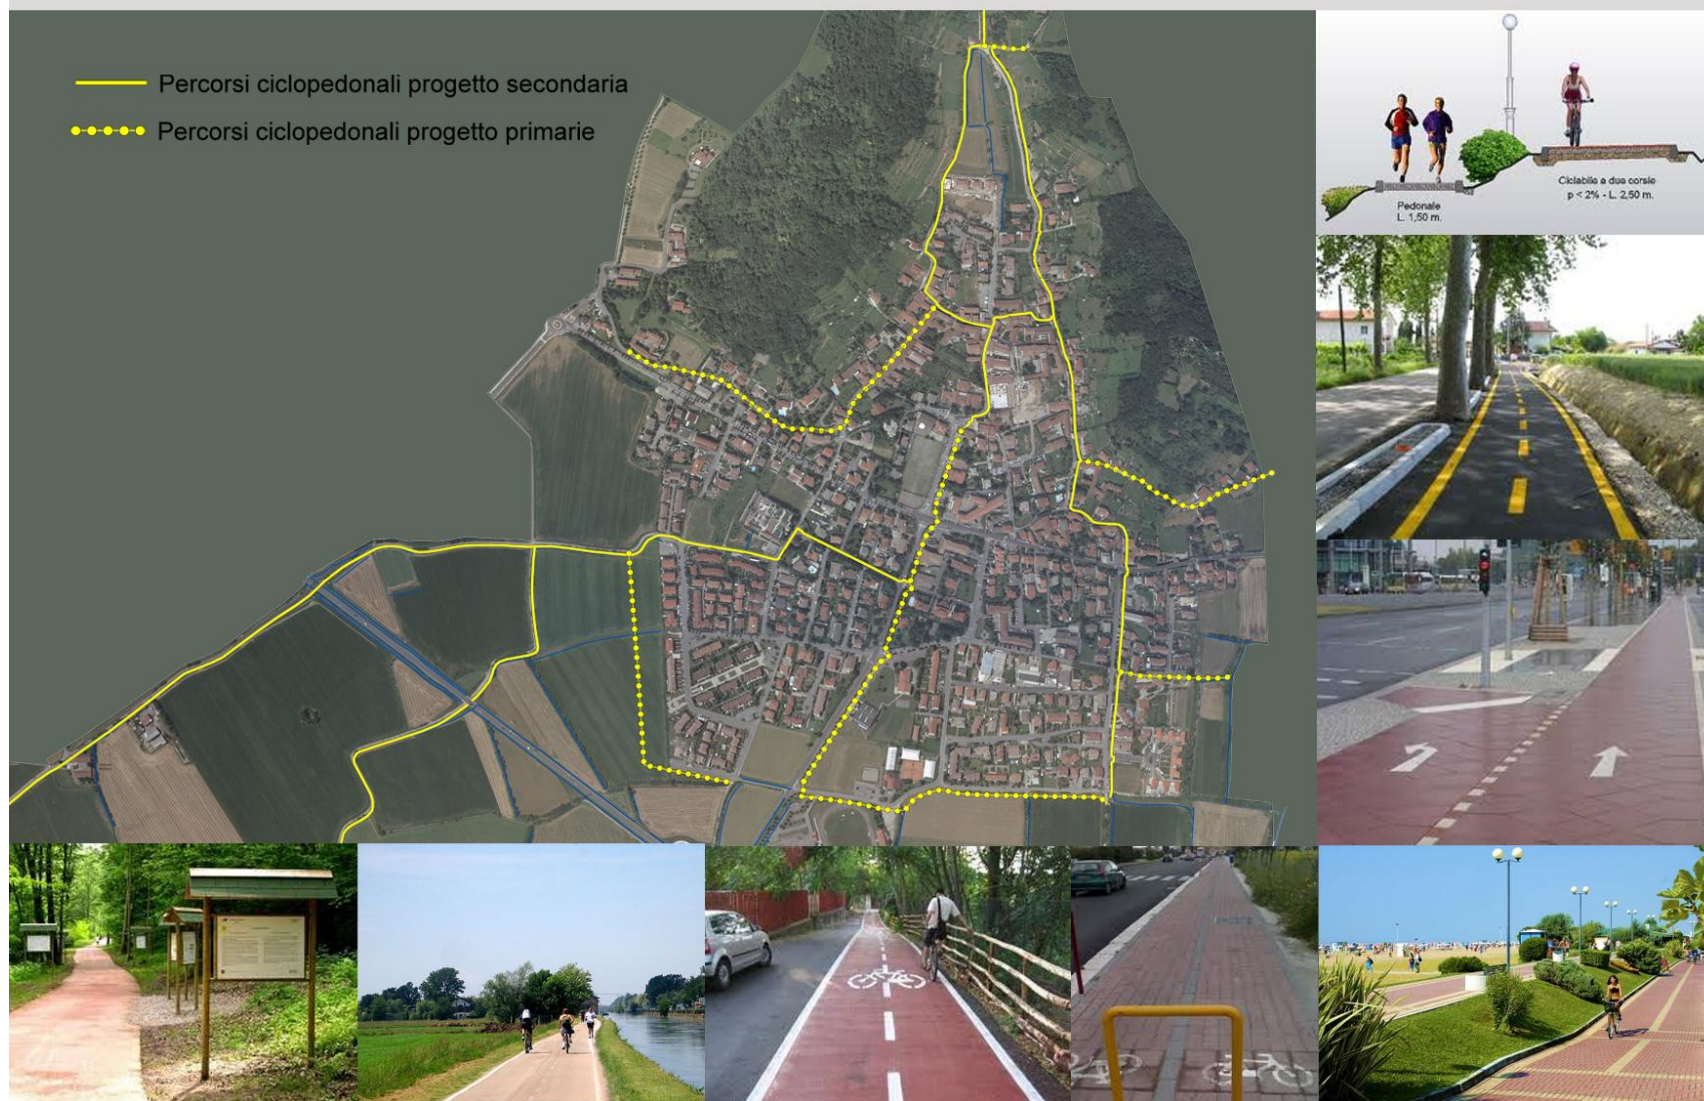 Percorsi ciclopedonali progetto secondaria
Percorsi ciclopedonali progetto primarie
Pedonale
L. 1,50 m.
Ciclabile a due corsie
p < 2% - L. 2,50 m.